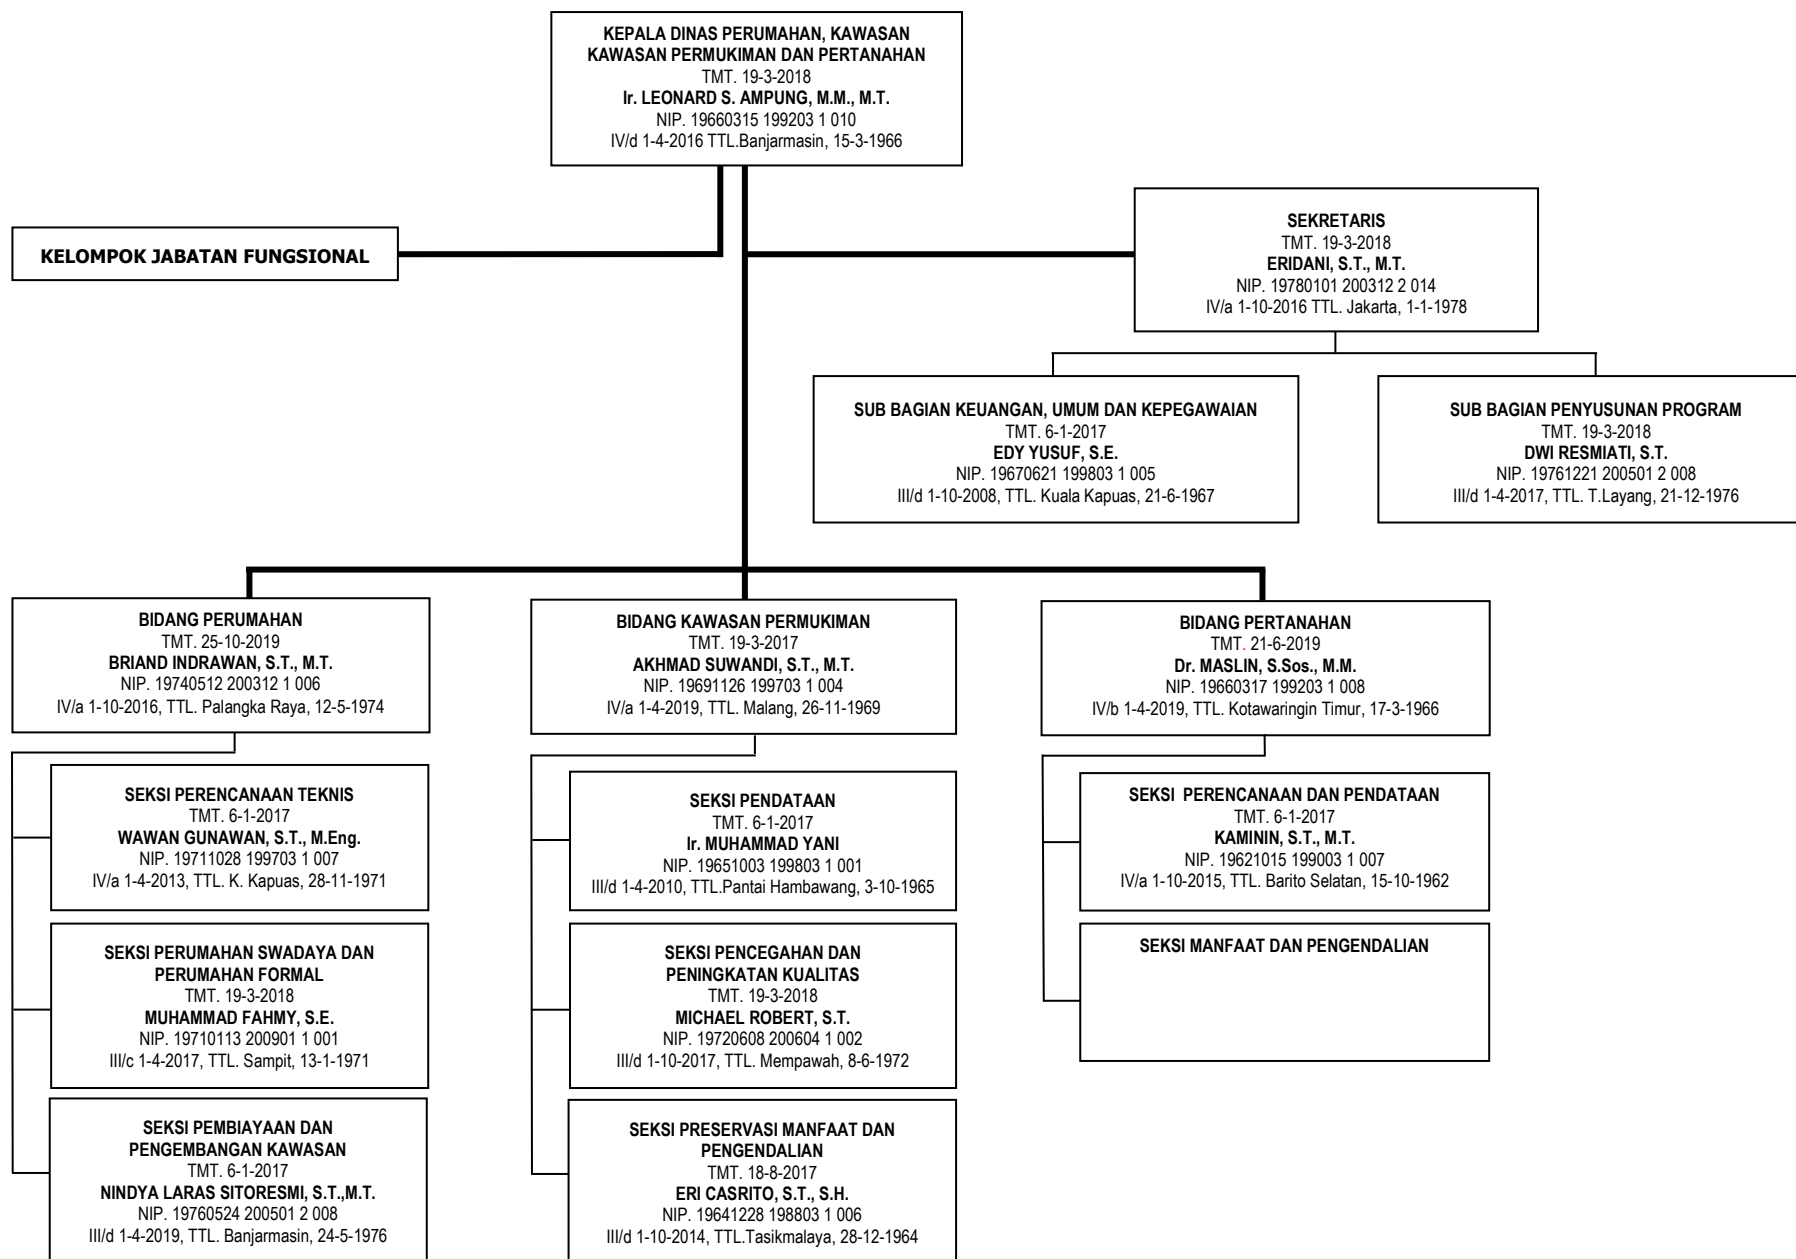 KEPALA DINAS PERUMAHAN, KAWASAN
KAWASAN PERMUKIMAN DAN PERTANAHAN
TMT. 19-3-2018
Ir. LEONARD S. AMPUNG, M.M., M.T.
NIP. 19660315 199203 1 010
IV/d 1-4-2016 TTL.Banjarmasin, 15-3-1966
KELOMPOK JABATAN FUNGSIONAL
SEKRETARIS
TMT. 19-3-2018
ERIDANI, S.T., M.T.
NIP. 19780101 200312 2 014
IV/a 1-10-2016 TTL. Jakarta, 1-1-1978
SUB BAGIAN KEUANGAN, UMUM DAN KEPEGAWAIAN
TMT. 6-1-2017
EDY YUSUF, S.E.
NIP. 19670621 199803 1 005
III/d 1-10-2008, TTL. Kuala Kapuas, 21-6-1967
SUB BAGIAN PENYUSUNAN PROGRAM
TMT. 19-3-2018
DWI RESMIATI, S.T.
NIP. 19761221 200501 2 008
III/d 1-4-2017, TTL. T.Layang, 21-12-1976
BIDANG PERUMAHAN
TMT. 25-10-2019
BRIAND INDRAWAN, S.T., M.T.
NIP. 19740512 200312 1 006
IV/a 1-10-2016, TTL. Palangka Raya, 12-5-1974
SEKSI PERENCANAAN TEKNIS
TMT. 6-1-2017
WAWAN GUNAWAN, S.T., M.Eng.
NIP. 19711028 199703 1 007
IV/a 1-4-2013, TTL. K. Kapuas, 28-11-1971
SEKSI PERUMAHAN SWADAYA DAN
PERUMAHAN FORMAL
TMT. 19-3-2018
MUHAMMAD FAHMY, S.E.
NIP. 19710113 200901 1 001
III/c 1-4-2017, TTL. Sampit, 13-1-1971
SEKSI PEMBIAYAAN DAN
PENGEMBANGAN KAWASAN
TMT. 6-1-2017
NINDYA LARAS SITORESMI, S.T.,M.T.
NIP. 19760524 200501 2 008
III/d 1-4-2019, TTL. Banjarmasin, 24-5-1976
BIDANG KAWASAN PERMUKIMAN
TMT. 19-3-2017
AKHMAD SUWANDI, S.T., M.T.
NIP. 19691126 199703 1 004
IV/a 1-4-2019, TTL. Malang, 26-11-1969
SEKSI PENDATAAN
TMT. 6-1-2017
Ir. MUHAMMAD YANI
NIP. 19651003 199803 1 001
III/d 1-4-2010, TTL.Pantai Hambawang, 3-10-1965
SEKSI PENCEGAHAN DAN
PENINGKATAN KUALITAS
TMT. 19-3-2018
MICHAEL ROBERT, S.T.
NIP. 19720608 200604 1 002
III/d 1-10-2017, TTL. Mempawah, 8-6-1972
SEKSI PRESERVASI MANFAAT DAN
PENGENDALIAN
TMT. 18-8-2017
ERI CASRITO, S.T., S.H.
NIP. 19641228 198803 1 006
III/d 1-10-2014, TTL.Tasikmalaya, 28-12-1964
BIDANG PERTANAHAN
TMT. 21-6-2019
Dr. MASLIN, S.Sos., M.M.
NIP. 19660317 199203 1 008
IV/b 1-4-2019, TTL. Kotawaringin Timur, 17-3-1966
SEKSI PERENCANAAN DAN PENDATAAN
TMT. 6-1-2017
KAMININ, S.T., M.T.
NIP. 19621015 199003 1 007
IV/a 1-10-2015, TTL. Barito Selatan, 15-10-1962
SEKSI MANFAAT DAN PENGENDALIAN